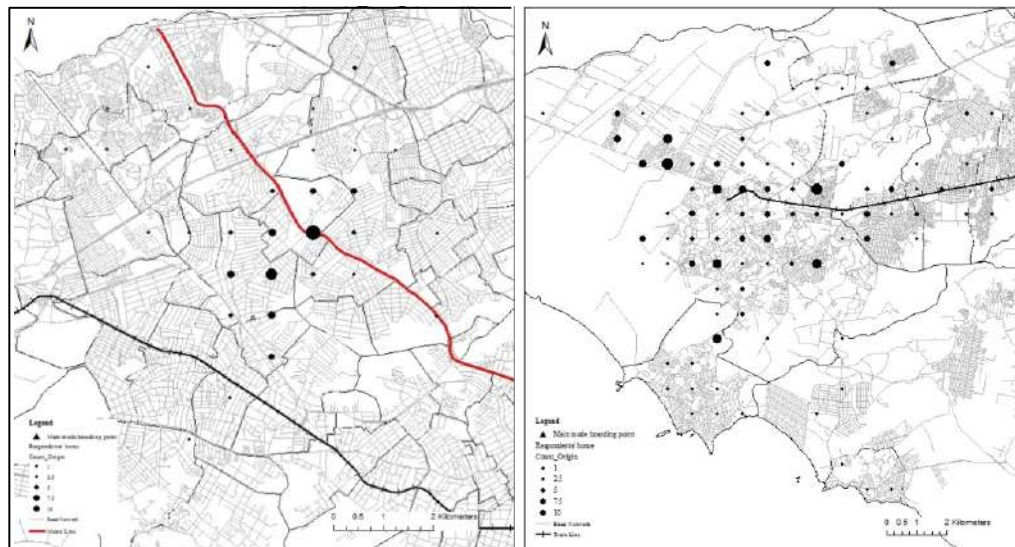 N
Legend
Main mode boarding point
Respondents' home
Count_Origin
1
2.5
5
7.5
10
Road Network
Metro Line
0 0.5 1 2 Kilometers
N
Legend
Main mode boarding point
Respondents' home
Count_Origin
1
2.5
5
7.5
10
Road Network
Train Line
0 0.5 1 2 Kilometers